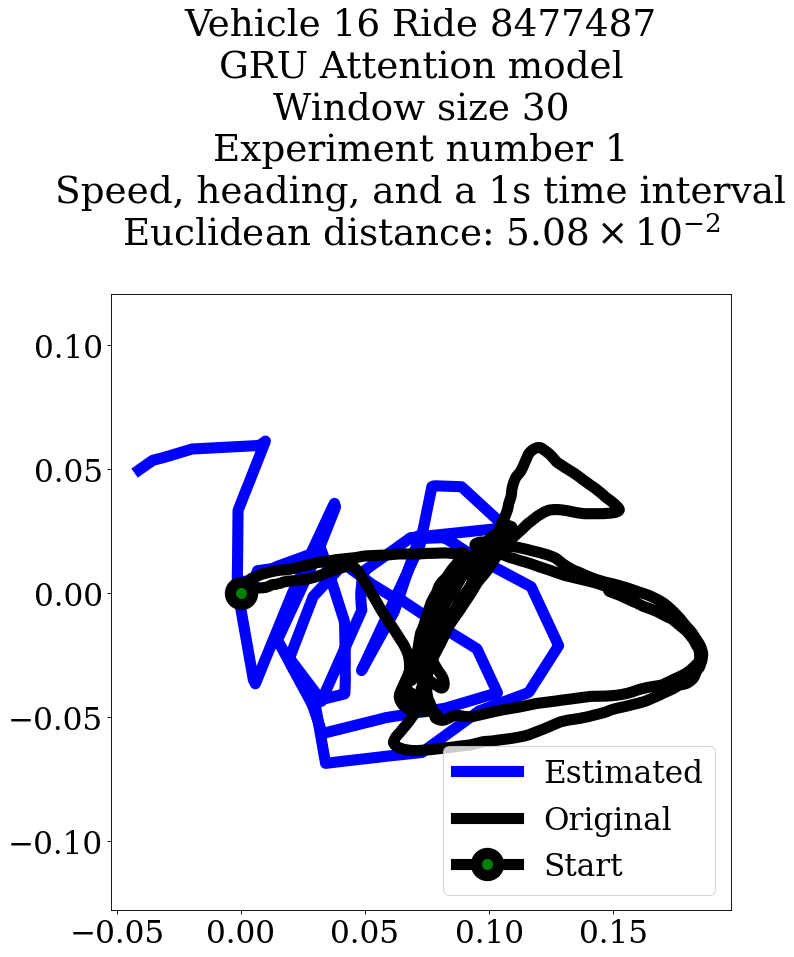 Vehicle 16 Ride 8477487
GRU Attention model
Window size 30
Experiment number 1
Speed, heading, and a 1s time interval
Euclidean distance: 5.08 × 10⁻²
0.10
0.05
0.00
−0.05
−0.10
Estimated
Original
Start
−0.05 0.00 0.05 0.10 0.15